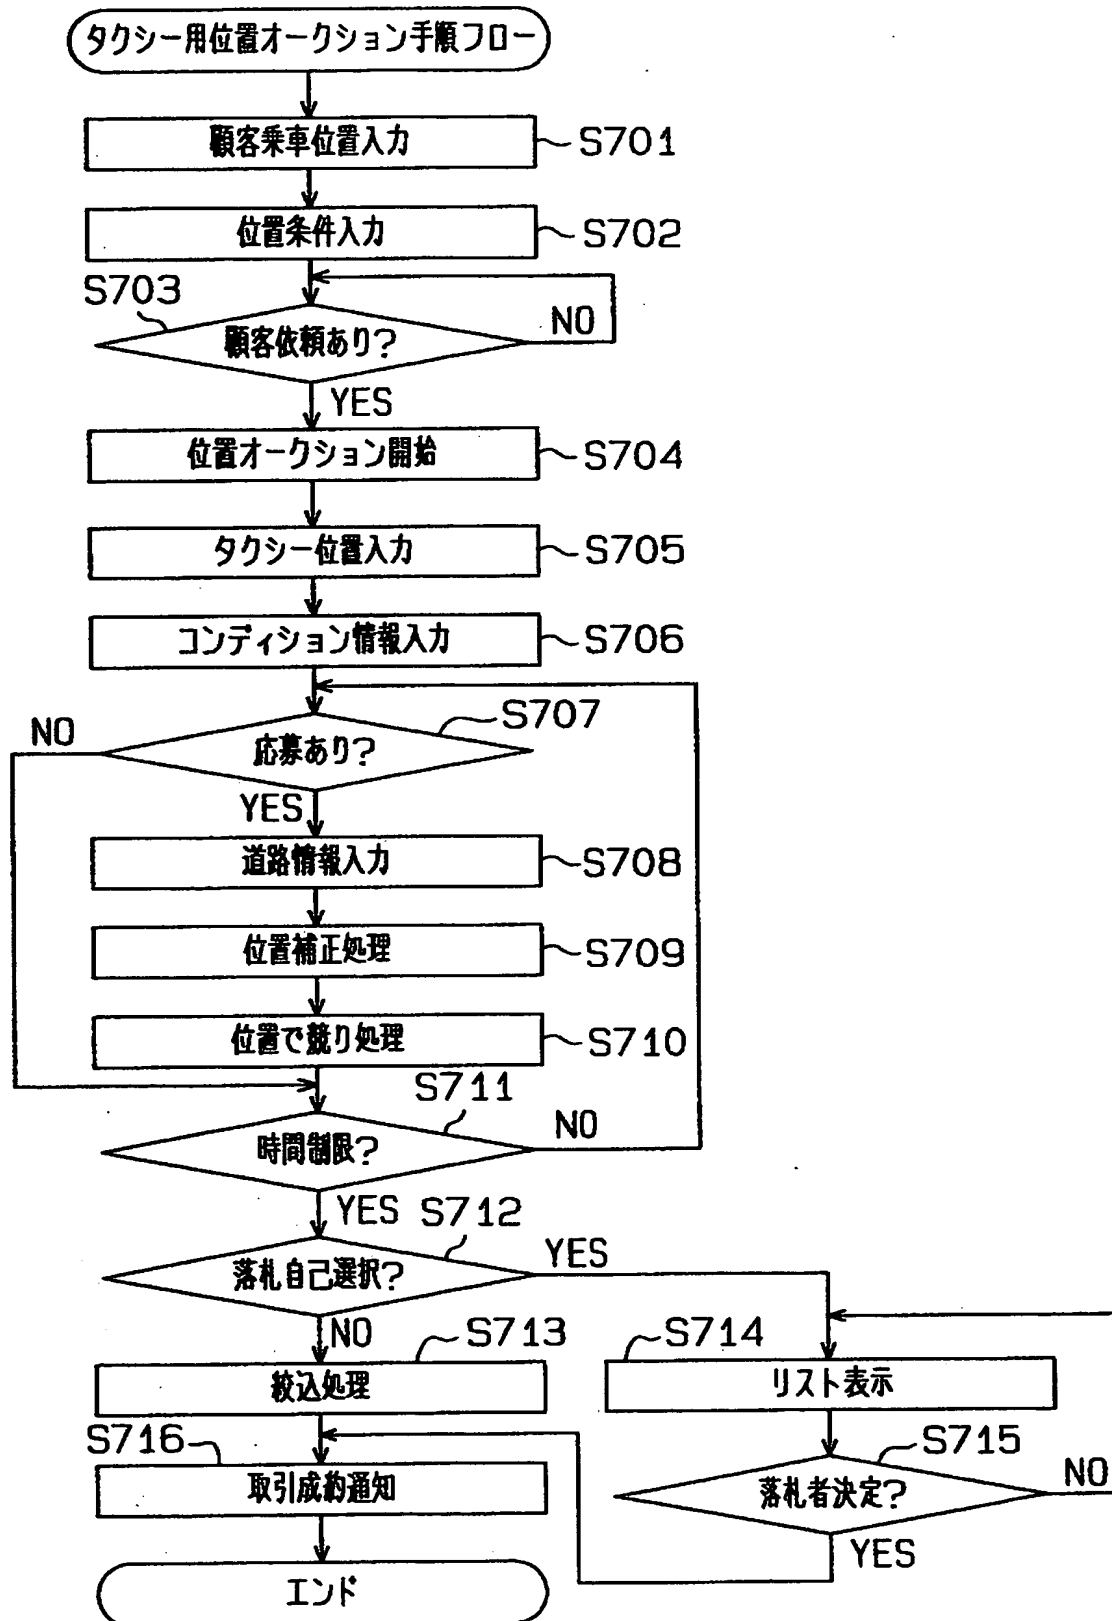 タクシー用位置オークション手順フロー
顧客乗車位置入力
S701
位置条件入力
S702
S703
顧客依頼あり?
NO
YES
位置オークション開始
S704
タクシー位置入力
S705
コンディション情報入力
S706
S707
NO
応募あり?
YES
道路情報入力
S708
位置補正処理
S709
位置で競り処理
S710
S711
時間制限?
NO
YES
S712
落札自己選択?
YES
NO
S713
絞込処理
S714
リスト表示
S715
落札者決定?
NO
YES
S716
取引成約通知
エンド